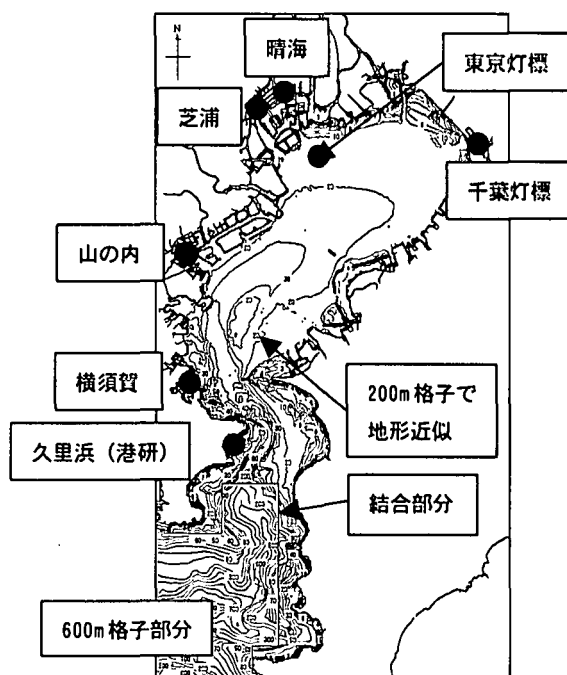 N
晴海
東京灯標
芝浦
千葉灯標
山の内
横須賀
200m格子で
地形近似
久里浜（港研）
結合部分
600m格子部分